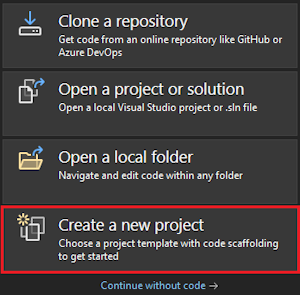 Clone a repository
Get code from an online repository like GitHub or
Azure DevOps
Open a project or solution
Open a local Visual Studio project or .sln file
Open a local folder
Navigate and edit code within any folder
Create a new project
Choose a project template with code scaffolding
to get started
Continue without code →